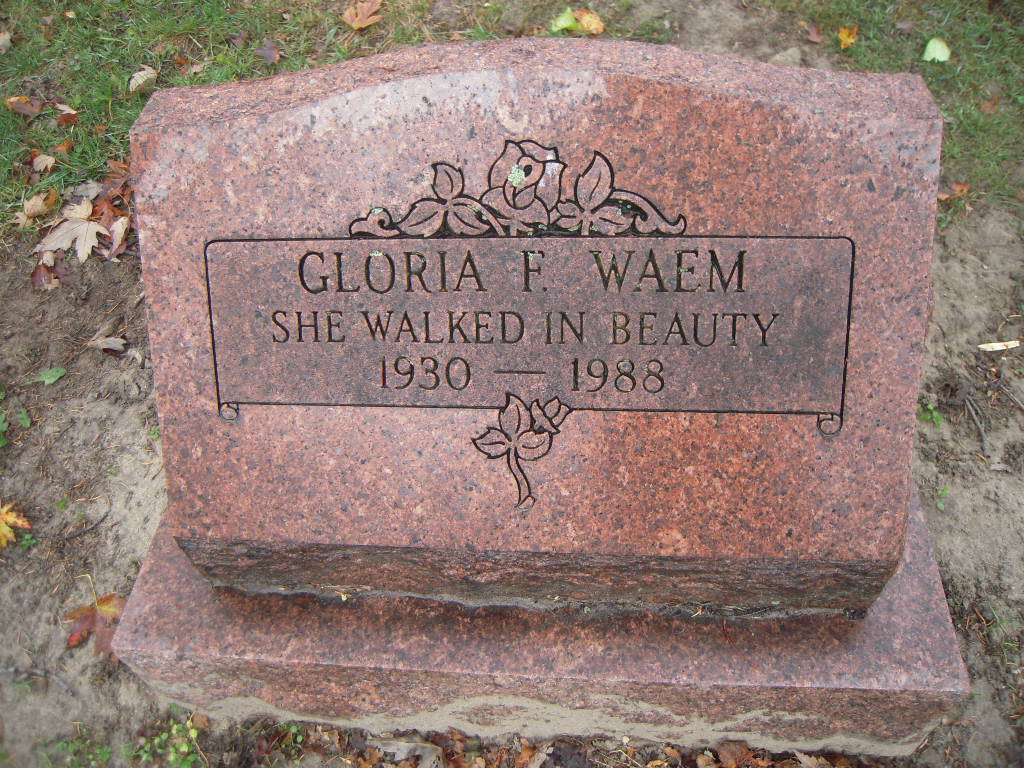 GLORIA F. WAEM
SHE WALKED IN BEAUTY
1930 — 1988